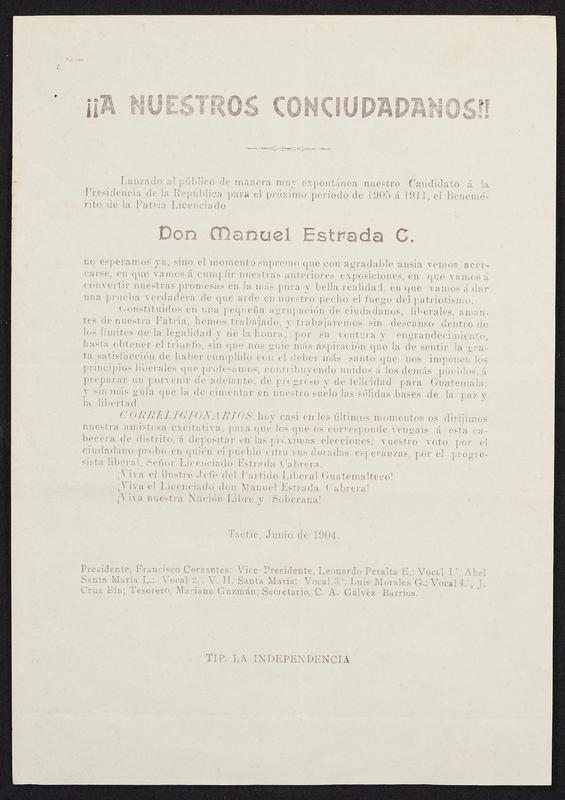 ¡¡A NUESTROS CONCIUDADANOS!!
Lanzado al público de manera muy expontánea nuestro Candidato á la
Presidencia de la República para el próximo período de 1905 á 1911, el Benemé-
rito de la Patria Licenciado
Don Manuel Estrada C.
no esperamos ya, sino el momento supremo que con agradable ansia vemos acer-
carse, en que vamos á cumplir nuestras anteriores exposiciones, en que vamos á
convertir nuestras promesas en la más pura y bella realidad, en que vamos á dar
una prueba verdadera de que arde en nuestro pecho el fuego del patriotismo.
Constituidos en una pequeña agrupación de ciudadanos, liberales, aman-
tes de nuestra Patria, hemos trabajado, y trabajaremos sin descanso dentro de
los límites de la legalidad y de la honra, por su ventura y engrandecimiento,
hasta obtener el triunfo, sin que nos guíe más aspiración que la de sentir la gra-
ta satisfacción de haber cumplido con el deber más santo que nos imponen los
principios liberales que profesamos, contribuyendo unidos á los demás pueblos, á
preparar un porvenir de adelanto, de progreso y de felicidad para Guatemala;
y sin más guía que la de cimentar en nuestro suelo las sólidas bases de la paz y
la libertad.
CORRELIGIONARIOS: hoy casi en los últimos momentos os dirijimos
nuestra amistosa excitativa, para que los que os corresponde vengais á esta ca-
becera de distrito, á depositar en las próximas elecciones, vuestro voto por el
ciudadano probo en quién el pueblo cifra sus doradas esperanzas, por el progre-
sista liberal, Señor Licenciado Estrada Cabrera.
¡Viva el ilustre Jefe del Partido Liberal Guatemalteco!
¡Viva el Licenciado don Manuel Estrada Cabrera!
¡Viva nuestra Nación Libre y Soberana!
Tactic, Junio de 1904.
Presidente, Francisco Corzantes; Vice-Presidente, Leonardo Peralta E.; Vocal 1.°, Abel
Santa María L.; Vocal 2.°, V. H. Santa María; Vocal 3.°, Luis Morales G.; Vocal 4.°, J.
Cruz Bin; Tesorero, Mariano Guzmán; Secretario, C. A. Gálvez Barrios.
TIP. LA INDEPENDENCIA